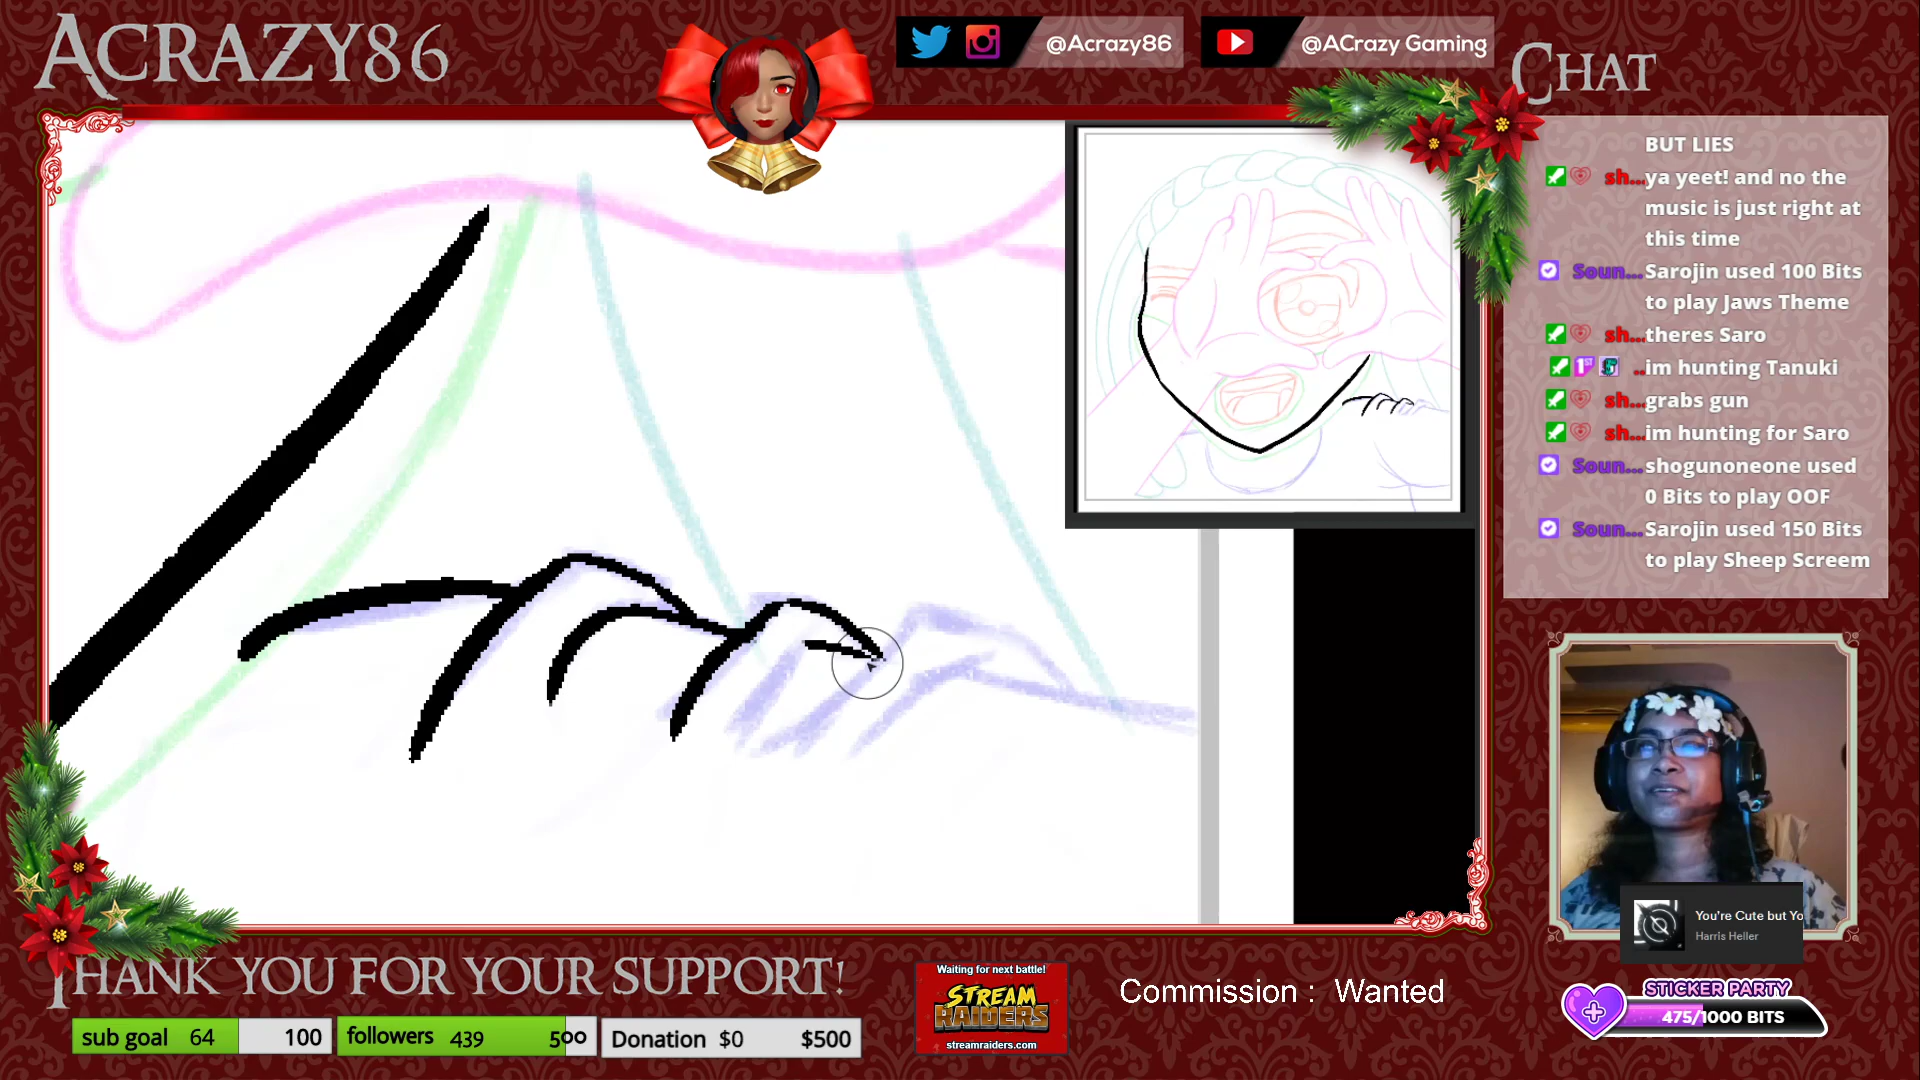 ACRAZY86
@Acrazy86
@ACrazy Gaming
CHAT
BUT LIES
sh...ya yeet! and no the
music is just right at
this time
Soun...Sarojin used 100 Bits
to play Jaws Theme
sh...theres Saro
1ST ..im hunting Tanuki
sh...grabs gun
sh...im hunting for Saro
Soun...shogunoneone used
0 Bits to play OOF
Soun...Sarojin used 150 Bits
to play Sheep Screem
You're Cute but Yo
Harris Heller
THANK YOU FOR YOUR SUPPORT!
sub goal 64 100
followers 439 500
Donation $0 $500
Waiting for next battle!
STREAM
RAIDERS
streamraiders.com
Commission : Wanted
STICKER PARTY
475/1000 BITS